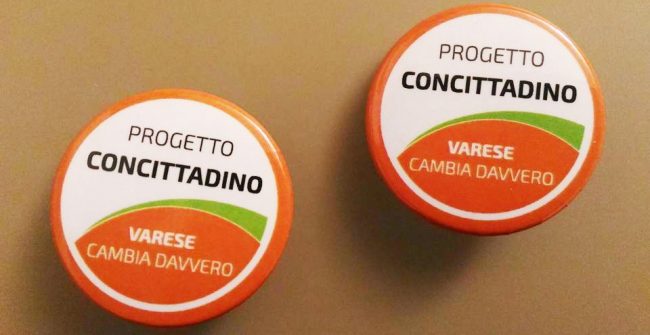 PROGETTO
CONCITTADINO
VARESE
CAMBIA DAVVERO
PROGETTO
CONCITTADINO
VARESE
CAMBIA DAVVERO